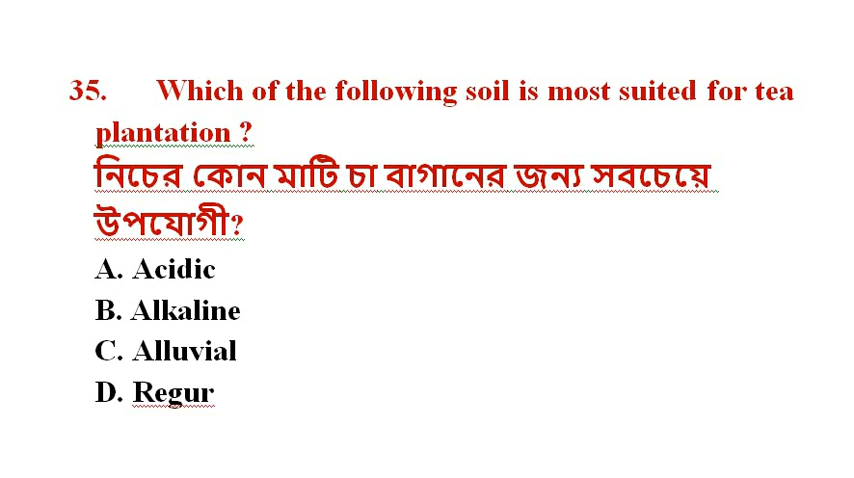 35. Which of the following soil is most suited for tea
plantation ?
নিচের কোন মাটি চা বাগানের জন্য সবচেয়ে
উপযোগী?
A. Acidic
B. Alkaline
C. Alluvial
D. Regur